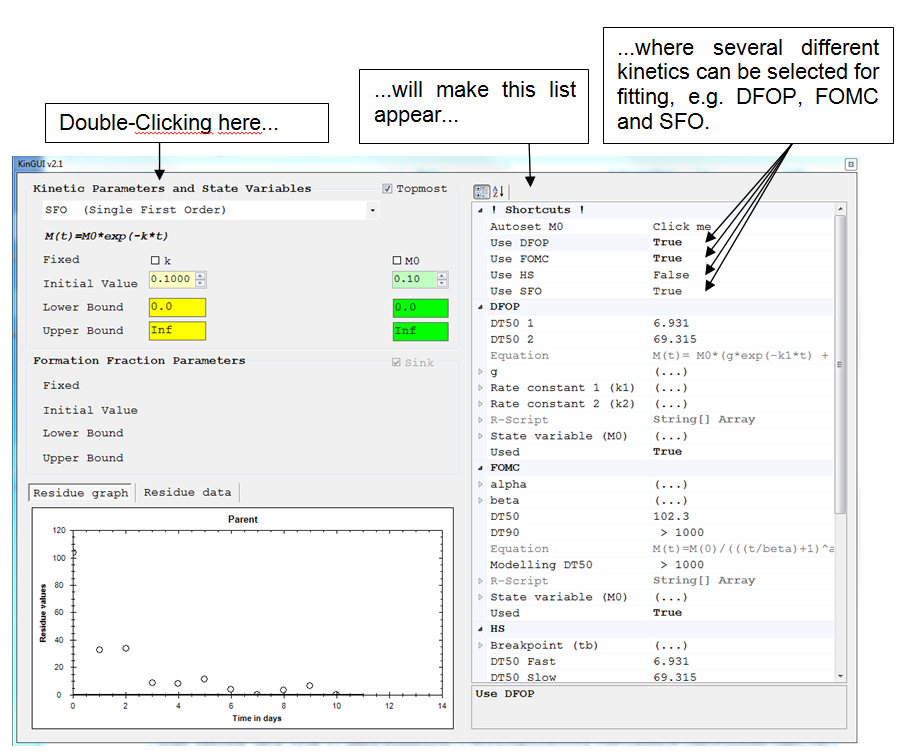 ...where several different
kinetics can be selected for
fitting, e.g. DFOP, FOMC
and SFO.
...will make this list
appear...
Double-Clicking here...
KinGUI v2.1
Kinetic Parameters and State Variables
Topmost
SFO (Single First Order)
M(t)=M0*exp(-k*t)
Fixed
k
M0
Initial Value
0.1000
0.10
Lower Bound
0.0
0.0
Upper Bound
Inf
Inf
Formation Fraction Parameters
Sink
Fixed
Initial Value
Lower Bound
Upper Bound
Residue graph
Residue data
Parent
Residue values
120
100
80
60
40
20
0
0 2 4 6 8 10 12 14
Time in days
! Shortcuts !
Autoset M0 Click me
Use DFOP True
Use FOMC True
Use HS False
Use SFO True
DFOP
DT50 1 6.931
DT50 2 69.315
Equation M(t)= M0*(g*exp(-k1*t) +
g (...)
Rate constant 1 (k1) (...)
Rate constant 2 (k2) (...)
R-Script String[] Array
State variable (M0) (...)
Used True
FOMC
alpha (...)
beta (...)
DT50 102.3
DT90 > 1000
Equation M(t)=M(0)/(((t/beta)+1)^a
Modelling DT50 > 1000
R-Script String[] Array
State variable (M0) (...)
Used True
HS
Breakpoint (tb) (...)
DT50 Fast 6.931
DT50 Slow 69.315
Use DFOP